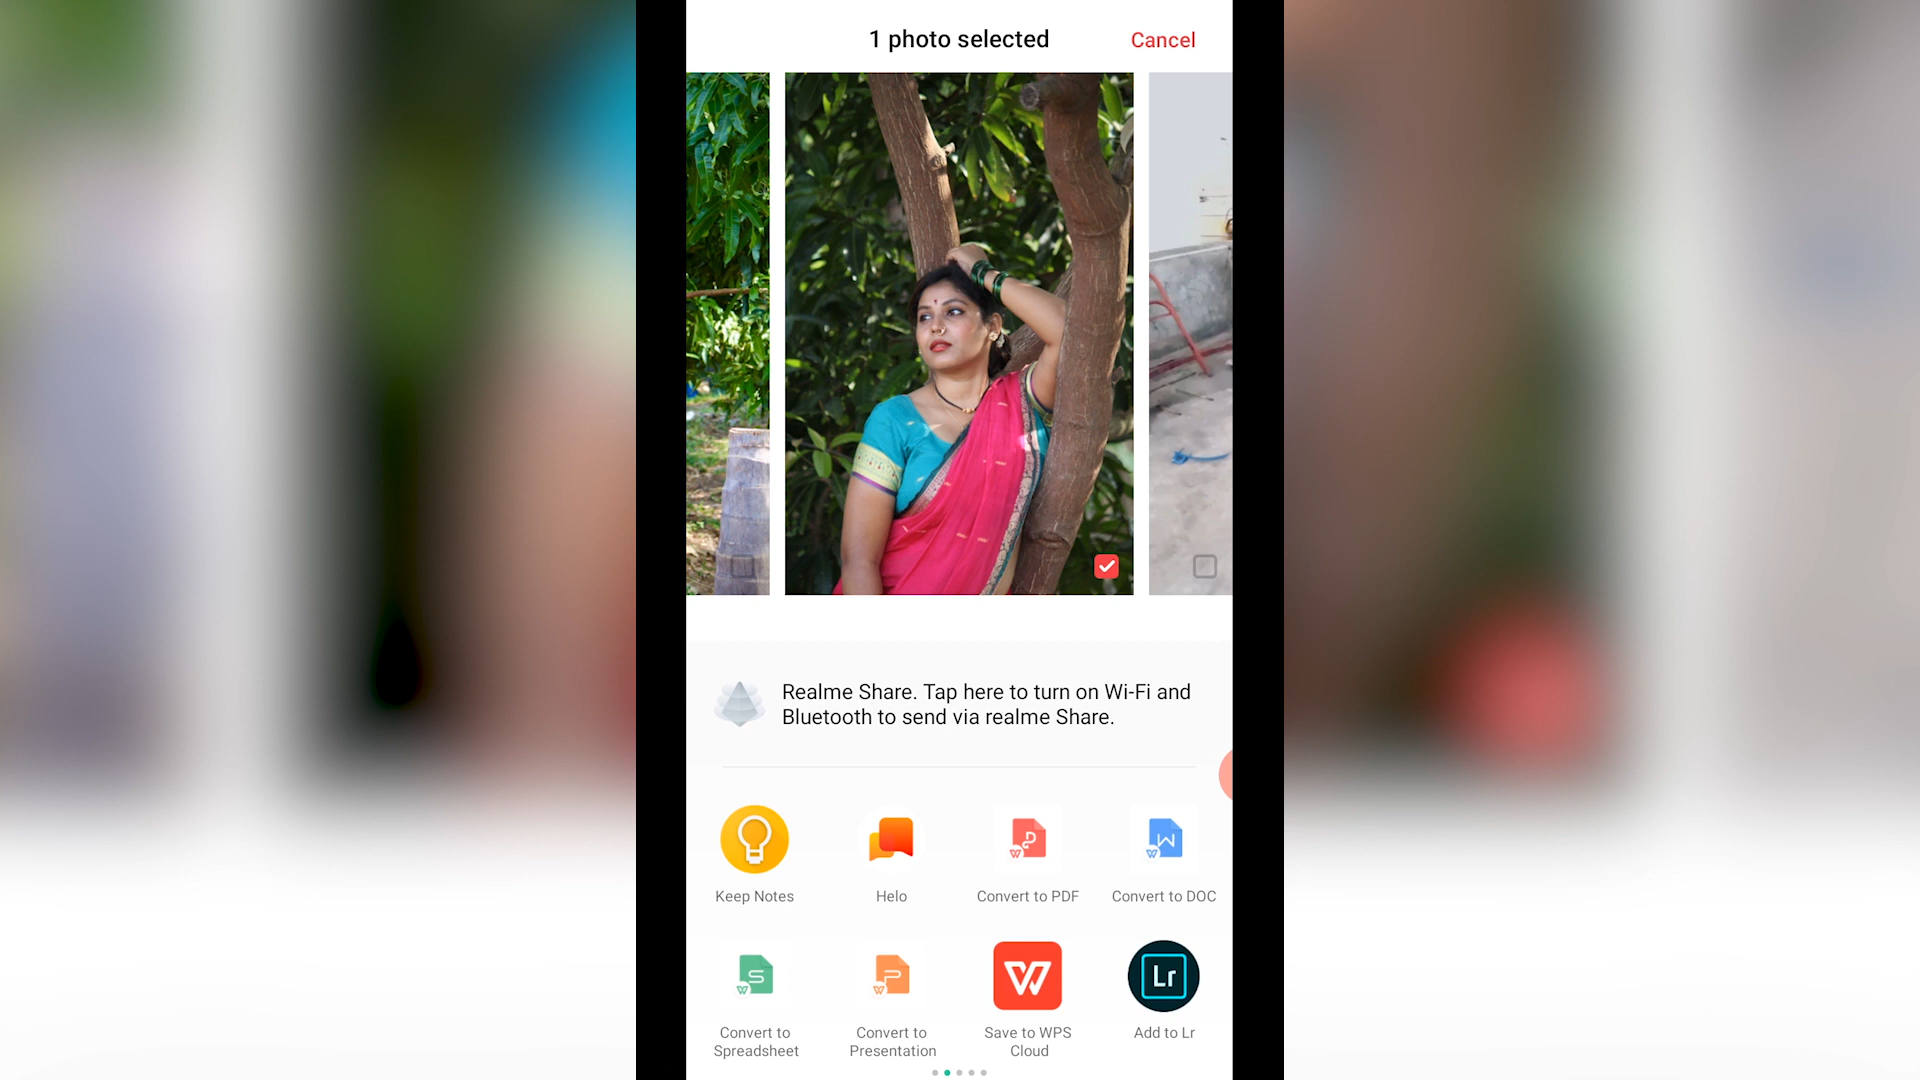 1 photo selected
Cancel
Realme Share. Tap here to turn on Wi-Fi and
Bluetooth to send via realme Share.
Keep Notes
Helo
Convert to PDF
Convert to DOC
Convert to
Spreadsheet
Convert to
Presentation
Save to WPS
Cloud
Lr
Add to Lr